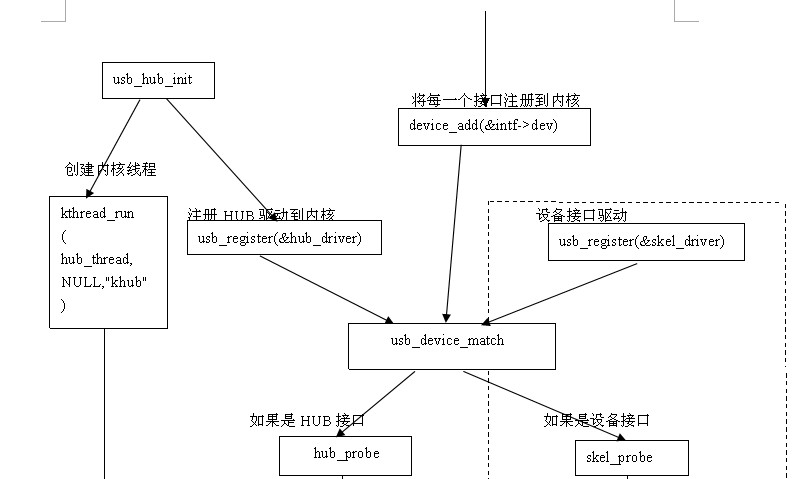 usb_hub_init
将每一个接口注册到内核
device_add(&intf->dev)
创建内核线程
kthread_run
(
hub_thread,
NULL,"khub"
)
注册 HUB 驱动到内核
usb_register(&hub_driver)
设备接口驱动
usb_register(&skel_driver)
usb_device_match
如果是 HUB 接口
hub_probe
如果是设备接口
skel_probe